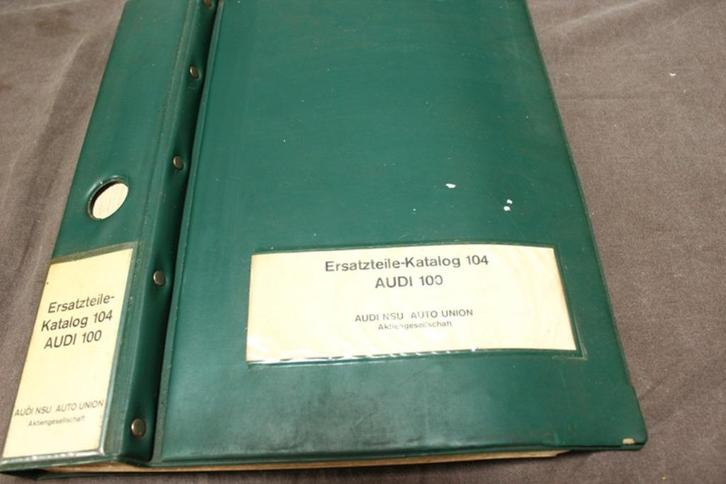 Ersatzteile-
Katalog 104
AUDI 100
AUDI NSU AUTO UNION
Aktiengesellschaft
Ersatzteile-Katalog 104
AUDI 100
AUDI NSU AUTO UNION
Aktiengesellschaft